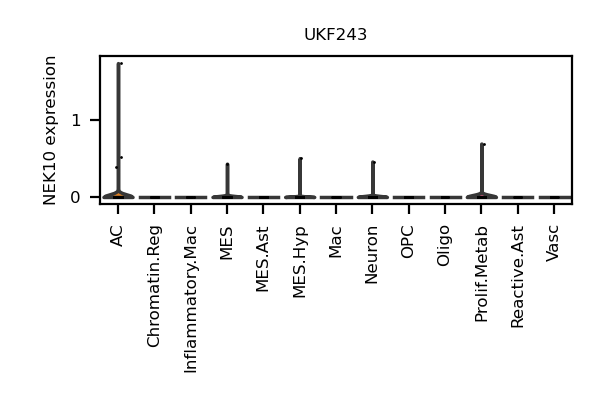 UKF243
NEK10 expression
1
0
AC
Chromatin.Reg
Inflammatory.Mac
MES
MES.Ast
MES.Hyp
Mac
Neuron
OPC
Oligo
Prolif.Metab
Reactive.Ast
Vasc